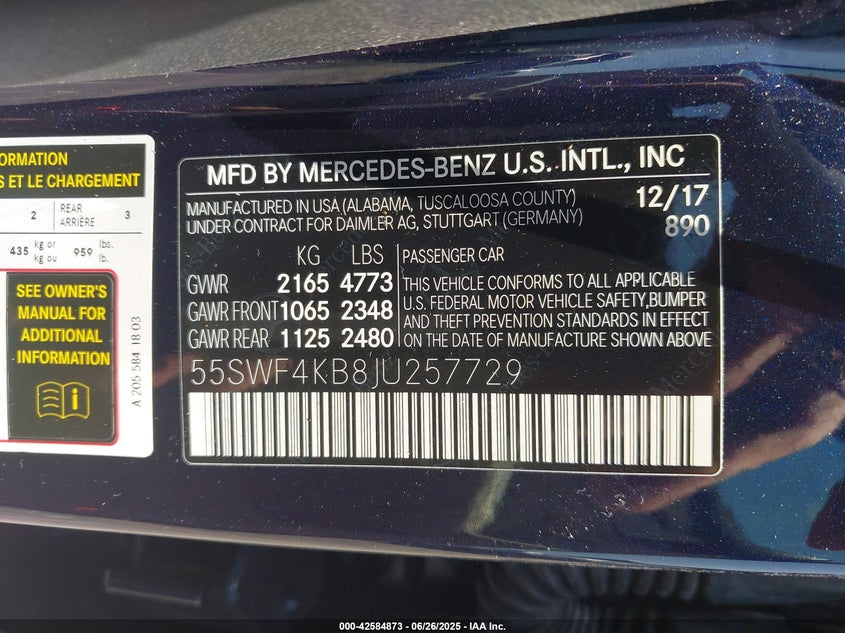 ORMATION
S ET LE CHARGEMENT
2 REAR ARRIÈRE 3
435 kg or kg ou 959 lbs. lb.
SEE OWNER'S
MANUAL FOR
ADDITIONAL
INFORMATION
A 205 584 18 03
MFD BY MERCEDES-BENZ U.S. INTL., INC
MANUFACTURED IN USA (ALABAMA, TUSCALOOSA COUNTY) 12/17
UNDER CONTRACT FOR DAIMLER AG, STUTTGART (GERMANY) 890
KG LBS PASSENGER CAR
GVWR 2165 4773 THIS VEHICLE CONFORMS TO ALL APPLICABLE
GAWR FRONT 1065 2348 U.S. FEDERAL MOTOR VEHICLE SAFETY,BUMPER
GAWR REAR 1125 2480 AND THEFT PREVENTION STANDARDS IN EFFECT
ON THE DATE OF MANUFACTURE SHOWN ABOVE
55SWF4KB8JU257729
000-42584873 | 06/26/2025 - IAA Inc.